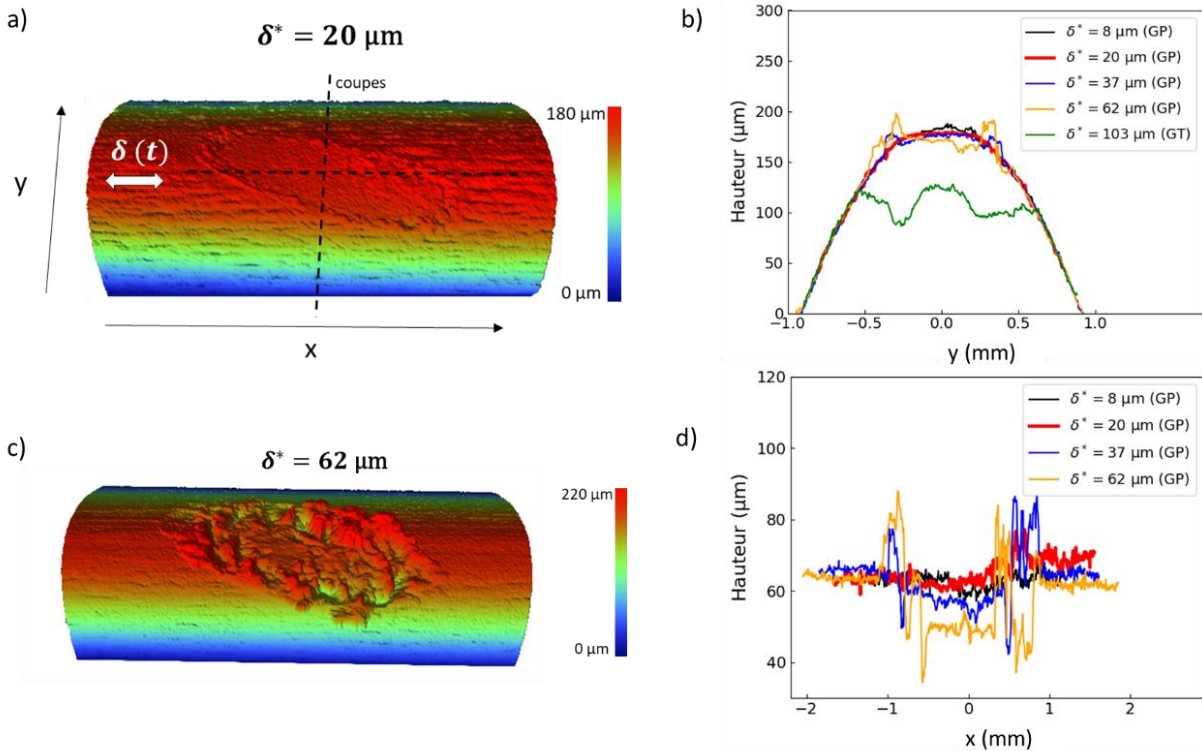 a)
δ* = 20 μm
coupes
180 μm
δ (t)
y
0 μm
x
b)
300
250
200
150
100
50
0
Hauteur (μm)
−1.0
−0.5
0.0
0.5
1.0
y (mm)
δ* = 8 μm (GP)
δ* = 20 μm (GP)
δ* = 37 μm (GP)
δ* = 62 μm (GP)
δ* = 103 μm (GT)
c)
δ* = 62 μm
220 μm
0 μm
d)
120
100
80
60
40
Hauteur (μm)
−2
−1
0
1
2
x (mm)
δ* = 8 μm (GP)
δ* = 20 μm (GP)
δ* = 37 μm (GP)
δ* = 62 μm (GP)